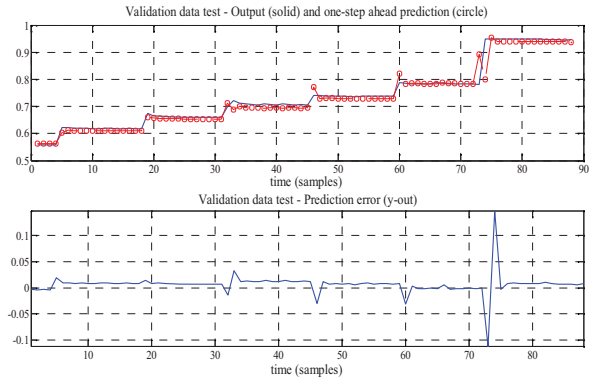 Validation data test - Output (solid) and one-step ahead prediction (circle)
1
0.9
0.8
0.7
0.6
0.5
0 10 20 30 40 50 60 70 80 90
time (samples)
Validation data test - Prediction error (y-out)
0.1
0.05
0
-0.05
-0.1
10 20 30 40 50 60 70 80
time (samples)